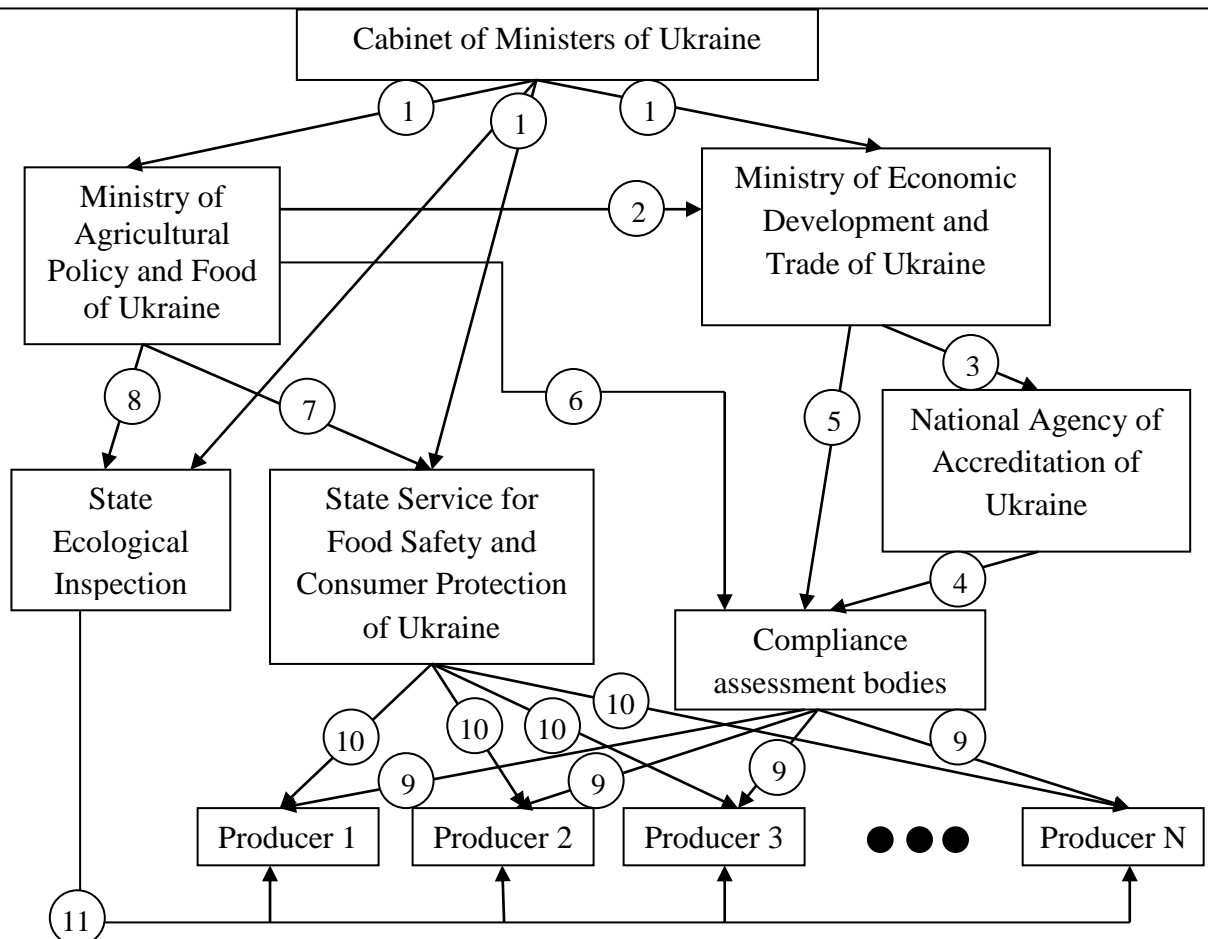 Cabinet of Ministers of Ukraine
1
1
1
Ministry of
Agricultural
Policy and Food
of Ukraine
2
Ministry of Economic
Development and
Trade of Ukraine
3
8
7
6
5
National Agency of
Accreditation of
Ukraine
State
Ecological
Inspection
State Service for
Food Safety and
Consumer Protection
of Ukraine
4
Compliance
assessment bodies
10
10
10
10
9
9
9
9
Producer 1
Producer 2
Producer 3
Producer N
11